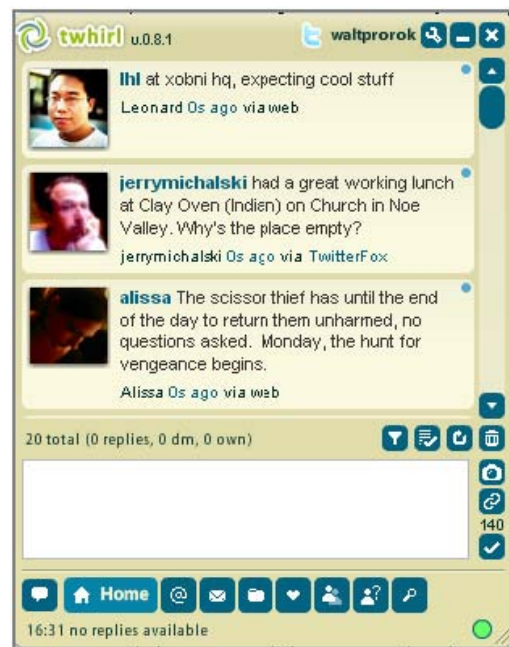 twhirl v.0.8.1 waltprorok
lhl at xobni hq, expecting cool stuff
Leonard 0s ago via web
jerrymichalski had a great working lunch
at Clay Oven (Indian) on Church in Noe
Valley. Why's the place empty?
jerrymichalski 0s ago via TwitterFox
alissa The scissor thief has until the end
of the day to return them unharmed, no
questions asked. Monday, the hunt for
vengeance begins.
Alissa 0s ago via web
20 total (0 replies, 0 dm, 0 own)
140
Home @
16:31 no replies available